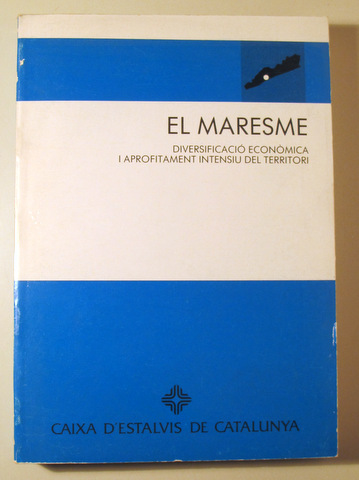 EL MARESME
DIVERSIFICACIÓ ECONÒMICA
I APROFITAMENT INTENSIU DEL TERRITORI
CAIXA D'ESTALVIS DE CATALUNYA